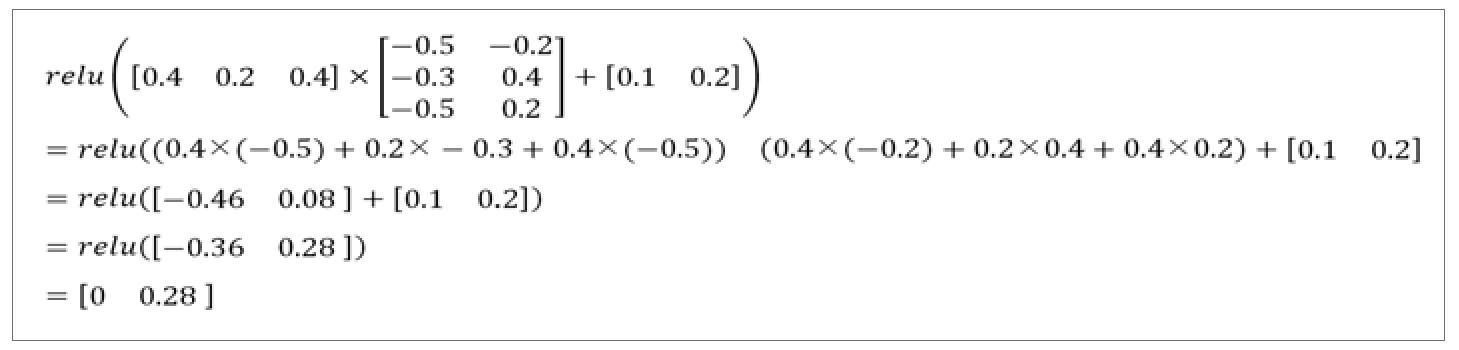 relu([0.4 0.2 0.4] × [−0.5 −0.2
−0.3 0.4
−0.5 0.2] + [0.1 0.2])
= relu((0.4×(−0.5) + 0.2× − 0.3 + 0.4×(−0.5)) (0.4×(−0.2) + 0.2×0.4 + 0.4×0.2) + [0.1 0.2]
= relu([−0.46 0.08 ] + [0.1 0.2])
= relu([−0.36 0.28 ])
= [0 0.28 ]